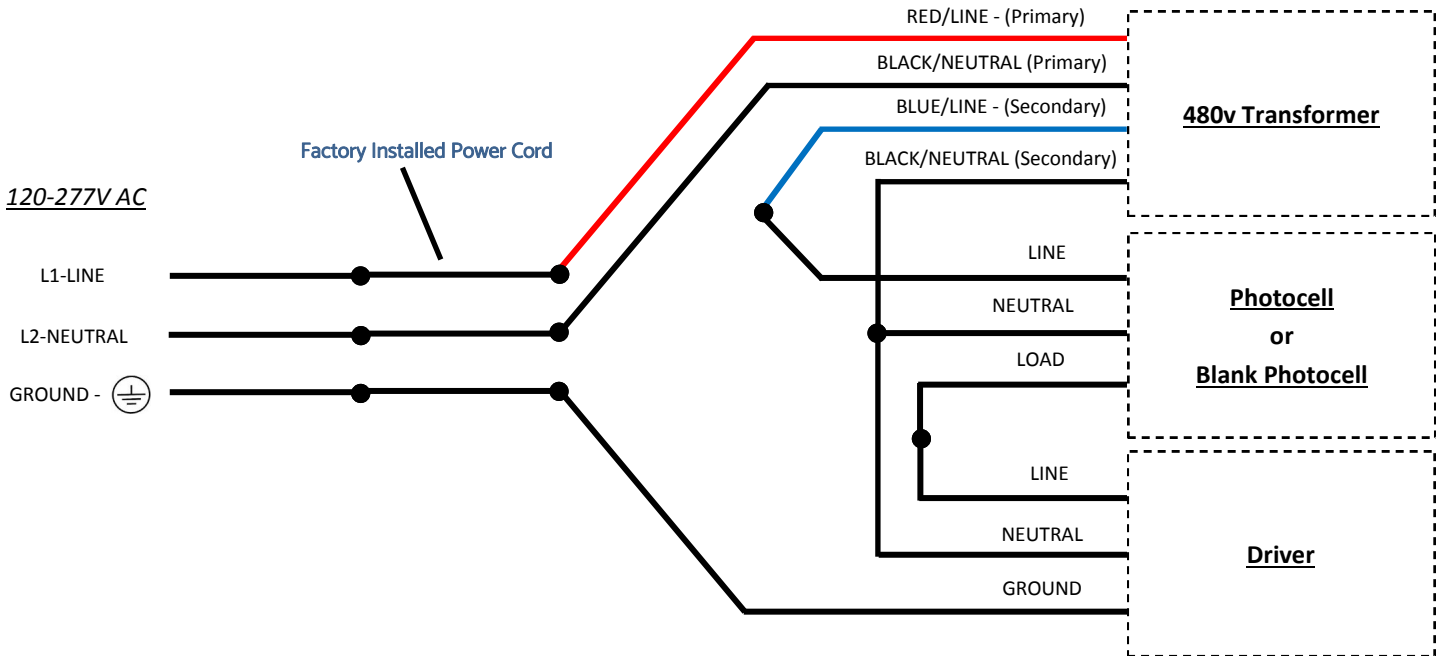 RED/LINE - (Primary)
BLACK/NEUTRAL (Primary)
BLUE/LINE - (Secondary)
BLACK/NEUTRAL (Secondary)
480v Transformer
Factory Installed Power Cord
120-277V AC
L1-LINE
L2-NEUTRAL
GROUND -
LINE
NEUTRAL
LOAD
Photocell
or
Blank Photocell
LINE
NEUTRAL
GROUND
Driver